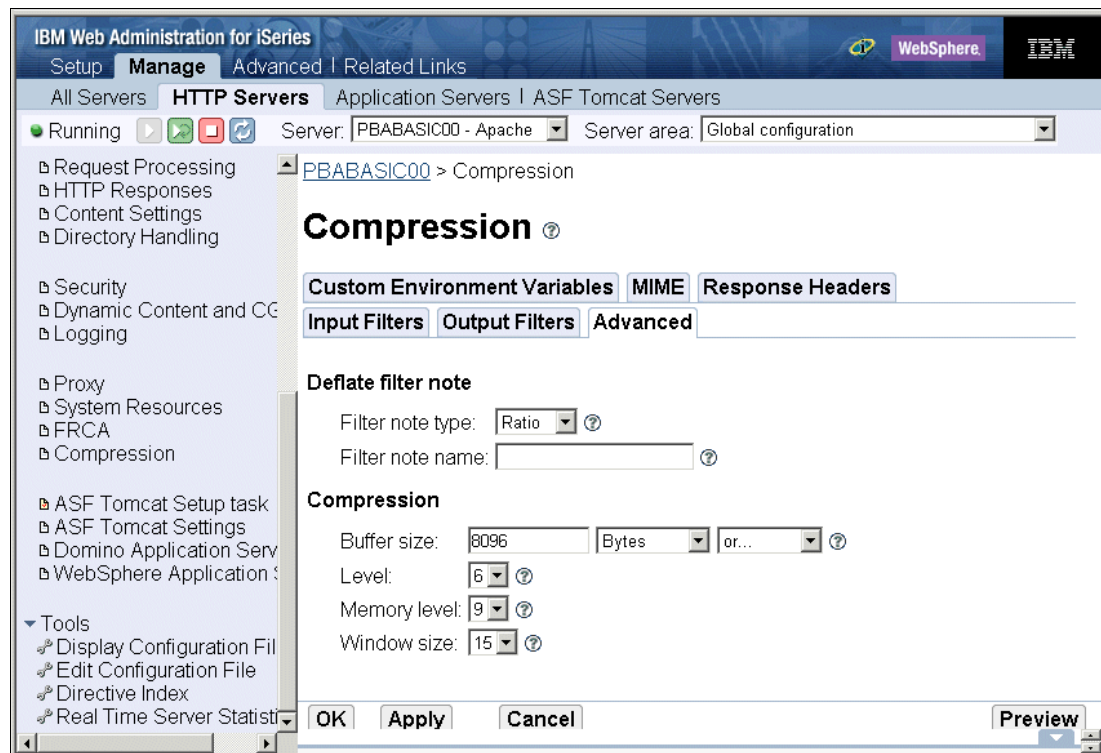 IBM Web Administration for iSeries
WebSphere. IBM
Setup Manage Advanced | Related Links
All Servers HTTP Servers Application Servers | ASF Tomcat Servers
Running Server: PBABASIC00 - Apache Server area: Global configuration
Request Processing
HTTP Responses
Content Settings
Directory Handling
Security
Dynamic Content and CG
Logging
Proxy
System Resources
FRCA
Compression
ASF Tomcat Setup task
ASF Tomcat Settings
Domino Application Serv
WebSphere Application S
Tools
Display Configuration Fil
Edit Configuration File
Directive Index
Real Time Server Statisti
PBABASIC00 > Compression
Compression
Custom Environment Variables MIME Response Headers
Input Filters Output Filters Advanced
Deflate filter note
Filter note type: Ratio
Filter note name:
Compression
Buffer size: 8096 Bytes or...
Level: 6
Memory level: 9
Window size: 15
OK Apply Cancel Preview